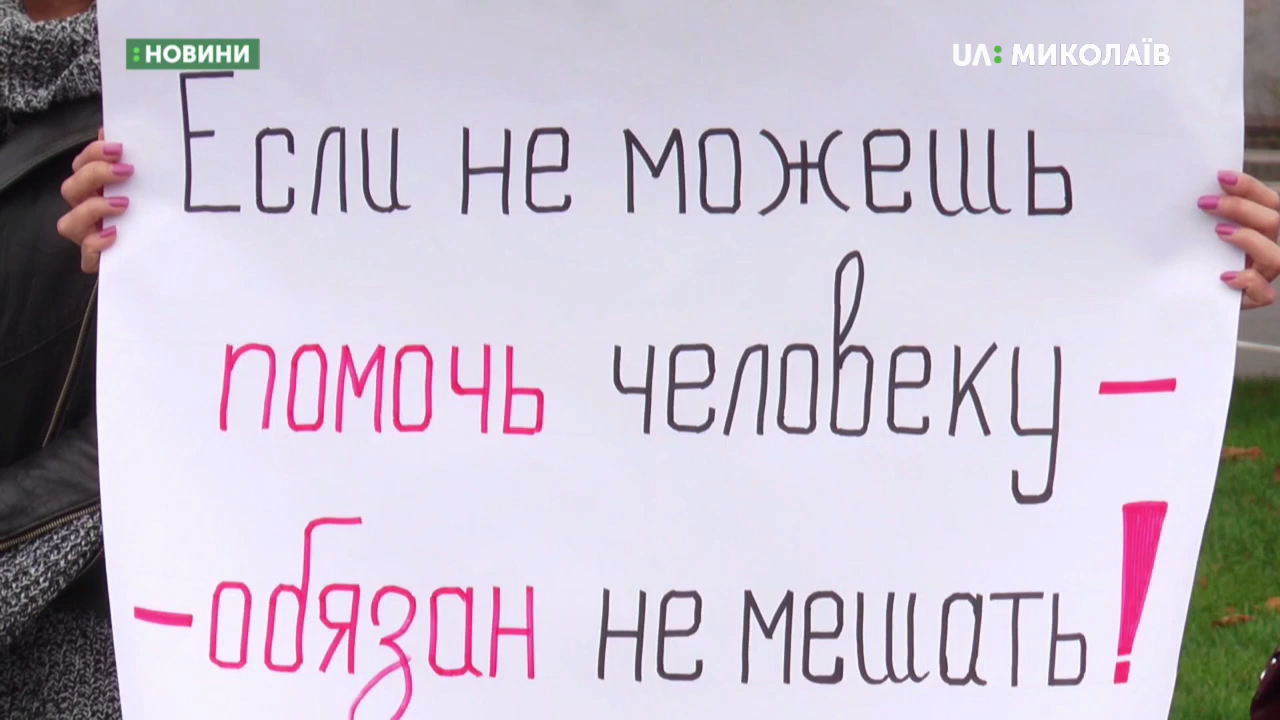 :НОВИНИ
UA: МИКОЛАЇВ
Если не можешь
помочь человеку –
– обязан не мешать!